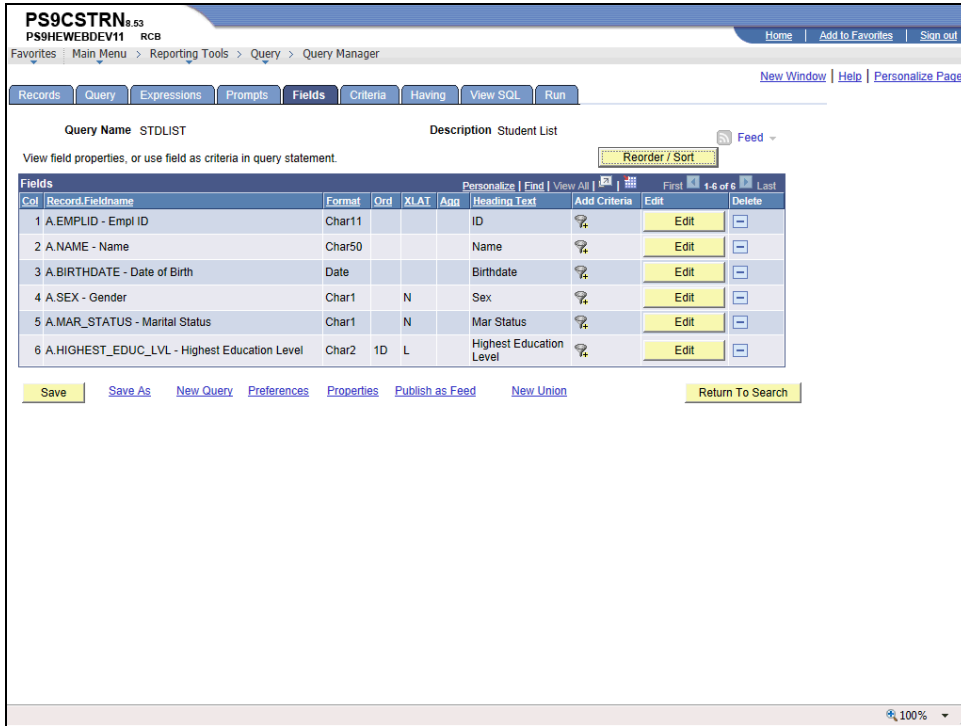 PS9CSTRN8.53
PS9HEWEBDEV11 RCB
Home | Add to Favorites | Sign out
Favorites Main Menu > Reporting Tools > Query > Query Manager
New Window | Help | Personalize Page
Records Query Expressions Prompts Fields Criteria Having View SQL Run
Query Name STDLIST Description Student List
Feed
View field properties, or use field as criteria in query statement. Reorder / Sort
Fields Personalize | Find | View All | | First 1-6 of 6 Last
Col Record.Fieldname Format Ord XLAT Agg Heading Text Add Criteria Edit Delete
1 A.EMPLID - Empl ID Char11 ID Edit
2 A.NAME - Name Char50 Name Edit
3 A.BIRTHDATE - Date of Birth Date Birthdate Edit
4 A.SEX - Gender Char1 N Sex Edit
5 A.MAR_STATUS - Marital Status Char1 N Mar Status Edit
6 A.HIGHEST_EDUC_LVL - Highest Education Level Char2 1D L Highest Education Level Edit
Save Save As New Query Preferences Properties Publish as Feed New Union Return To Search
100%